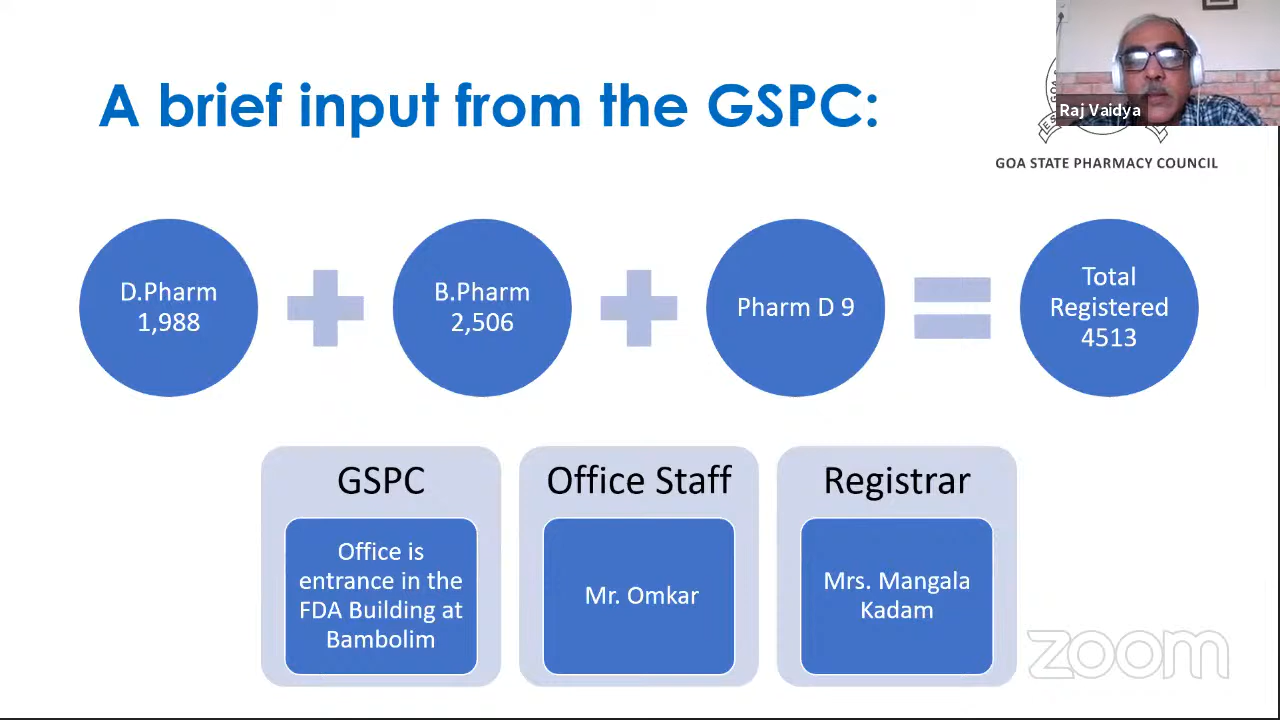 A brief input from the GSPC:
Raj Vaidya
GOA STATE PHARMACY COUNCIL
D.Pharm
1,988
B.Pharm
2,506
Pharm D 9
Total
Registered
4513
GSPC
Office is
entrance in the
FDA Building at
Bambolim
Office Staff
Mr. Omkar
Registrar
Mrs. Mangala
Kadam
zoom